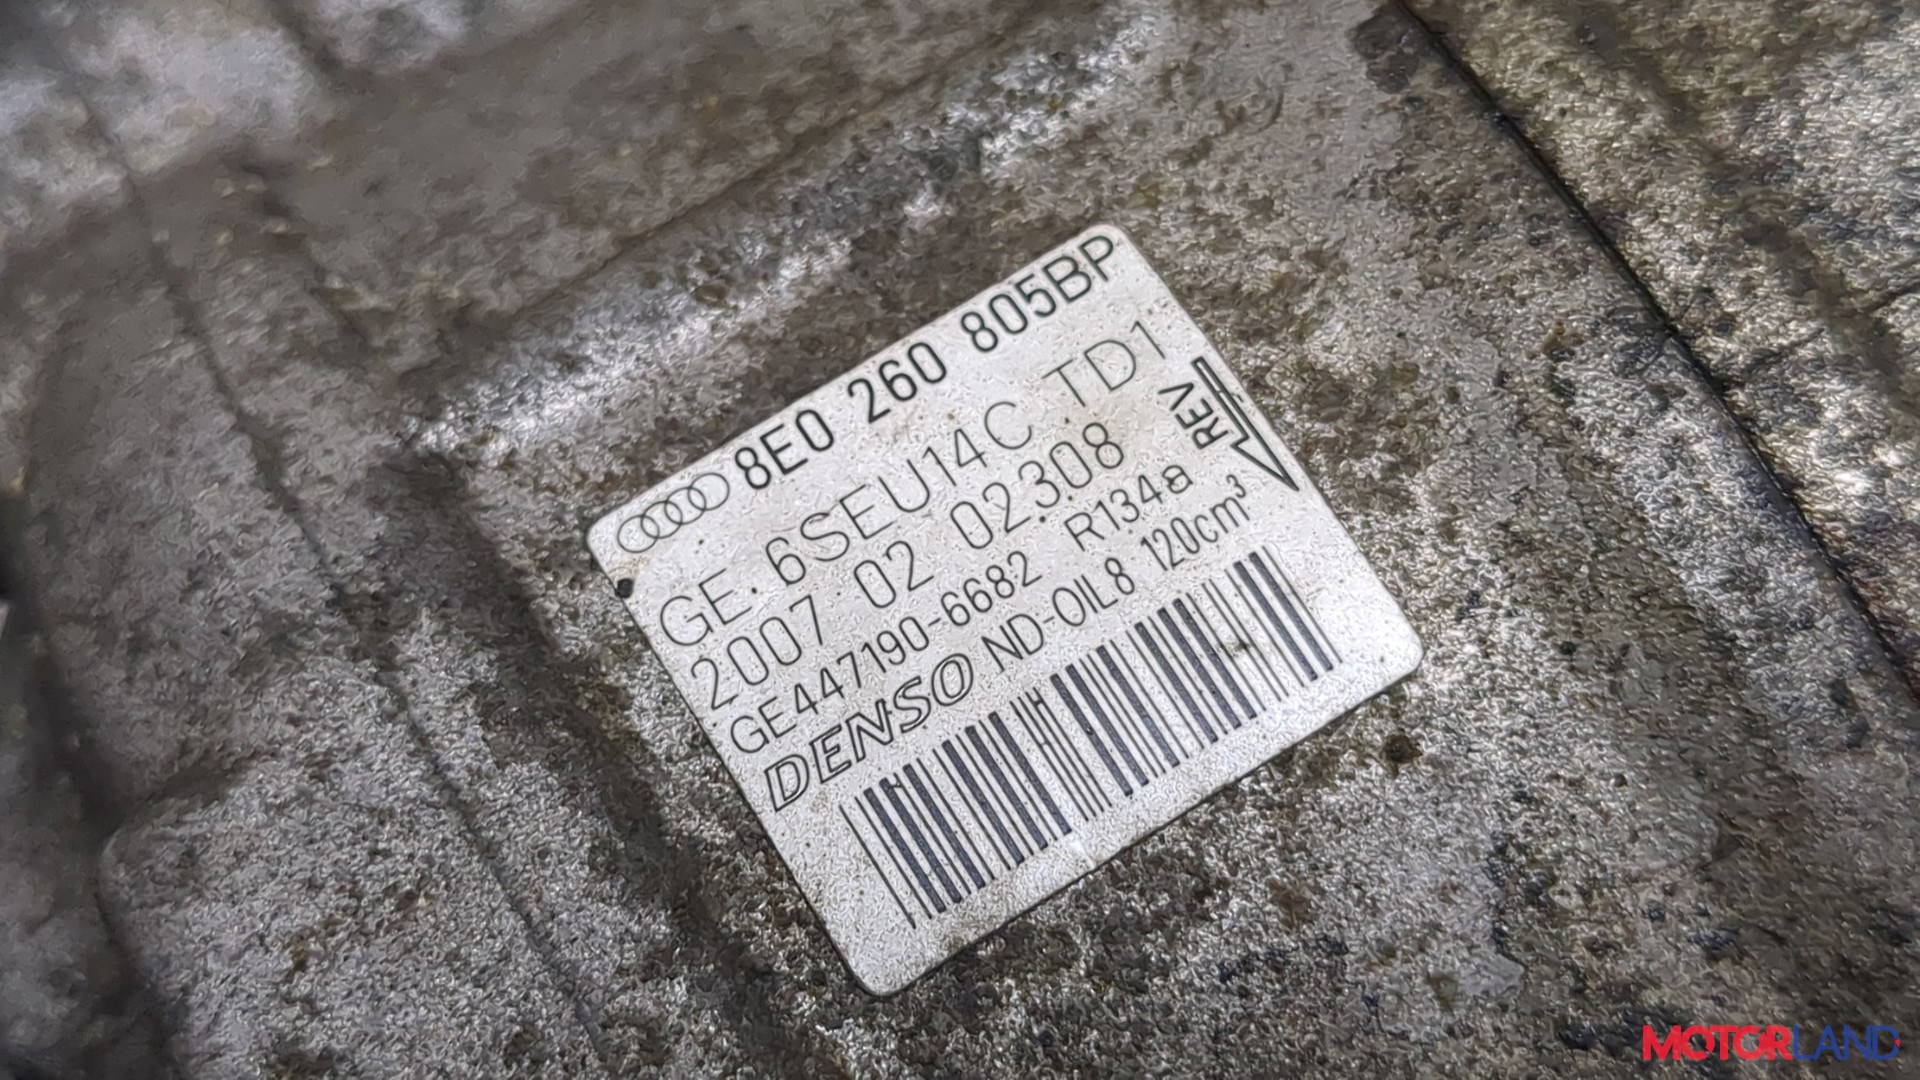 8E0 260 805BP
GE. 6SEU14C TD1
2007 02 02308
GE447190-6682 R134a
DENSO ND-OIL8 120cm³
REV
MOTORLAND